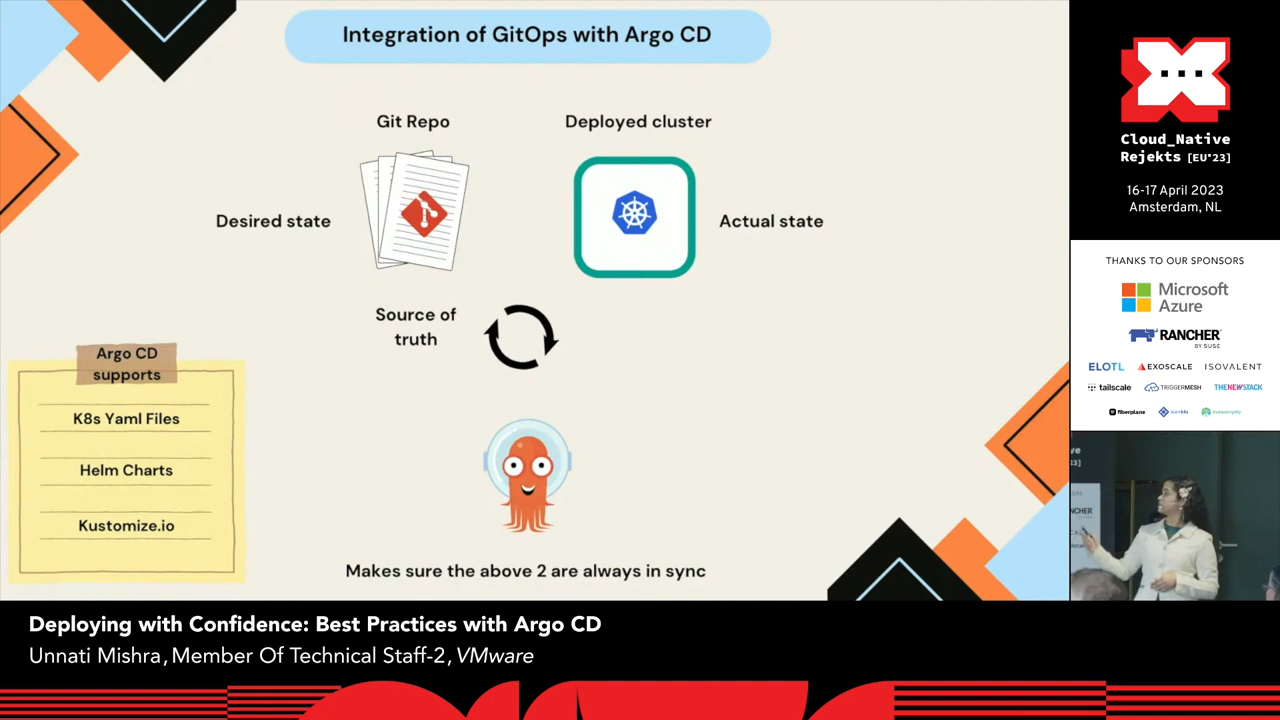 Integration of GitOps with Argo CD
Git Repo
Deployed cluster
Desired state
Actual state
Source of
truth
Argo CD
supports
K8s Yaml Files
Helm Charts
Kustomize.io
Makes sure the above 2 are always in sync
Cloud_Native
Rejekts [EU*23]
16-17 April 2023
Amsterdam, NL
THANKS TO OUR SPONSORS
Microsoft
Azure
RANCHER
BY SUSE
ELOTL
EXOSCALE
ISOVALENT
tailscale
TRIGGERMESH
THENEWSTACK
fiberplane
Deploying with Confidence: Best Practices with Argo CD
Unnati Mishra, Member Of Technical Staff-2, VMware